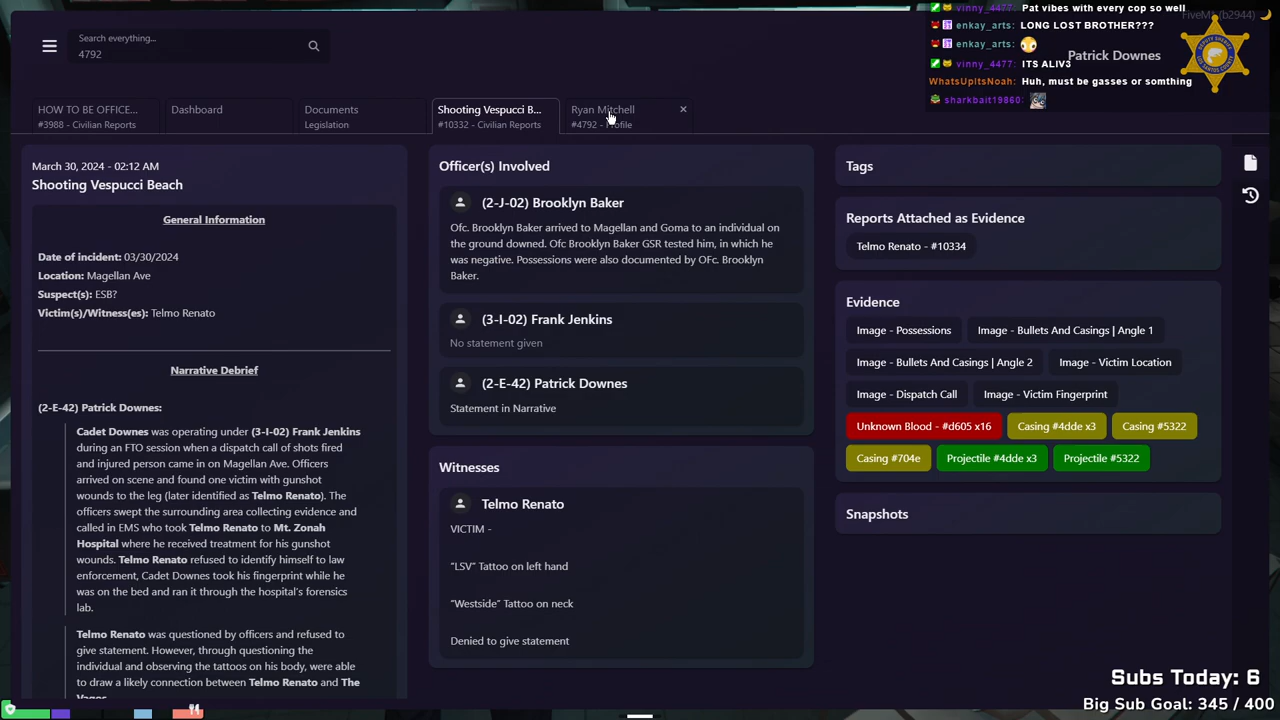 Search everything...
4792
vinny_4477: Pat vibes with every cop so well
enkay_arts: LONG LOST BROTHER???
enkay_arts:
vinny_4477: ITS ALIV3
WhatsUpItsNoah: Huh, must be gasses or somthing
sharkbait19860:
FiveM® (b2944)
Patrick Downes
HOW TO BE OFFICE...
#3988 - Civilian Reports
Dashboard
Documents
Legislation
Shooting Vespucci B...
#10332 - Civilian Reports
Ryan Mitchell
#4792 - Profile
March 30, 2024 - 02:12 AM
Shooting Vespucci Beach
General Information
Date of incident: 03/30/2024
Location: Magellan Ave
Suspect(s): ESB?
Victim(s)/Witness(es): Telmo Renato
Narrative Debrief
(2-E-42) Patrick Downes:
Cadet Downes was operating under (3-I-02) Frank Jenkins
during an FTO session when a dispatch call of shots fired
and injured person came in on Magellan Ave. Officers
arrived on scene and found one victim with gunshot
wounds to the leg (later identified as Telmo Renato). The
officers swept the surrounding area collecting evidence and
called in EMS who took Telmo Renato to Mt. Zonah
Hospital where he received treatment for his gunshot
wounds. Telmo Renato refused to identify himself to law
enforcement, Cadet Downes took his fingerprint while he
was on the bed and ran it through the hospital's forensics
lab.
Telmo Renato was questioned by officers and refused to
give statement. However, through questioning the
individual and observing the tattoos on his body, were able
to draw a likely connection between Telmo Renato and The
Vagos
Officer(s) Involved
(2-J-02) Brooklyn Baker
Ofc. Brooklyn Baker arrived to Magellan and Goma to an individual on
the ground downed. Ofc Brooklyn Baker GSR tested him, in which he
was negative. Possessions were also documented by OFc. Brooklyn
Baker.
(3-I-02) Frank Jenkins
No statement given
(2-E-42) Patrick Downes
Statement in Narrative
Witnesses
Telmo Renato
VICTIM -
“LSV” Tattoo on left hand
“Westside” Tattoo on neck
Denied to give statement
Tags
Reports Attached as Evidence
Telmo Renato - #10334
Evidence
Image - Possessions
Image - Bullets And Casings | Angle 1
Image - Bullets And Casings | Angle 2
Image - Victim Location
Image - Dispatch Call
Image - Victim Fingerprint
Unknown Blood - #d605 x16
Casing #4dde x3
Casing #5322
Casing #704e
Projectile #4dde x3
Projectile #5322
Snapshots
Subs Today: 6
Big Sub Goal: 345 / 400